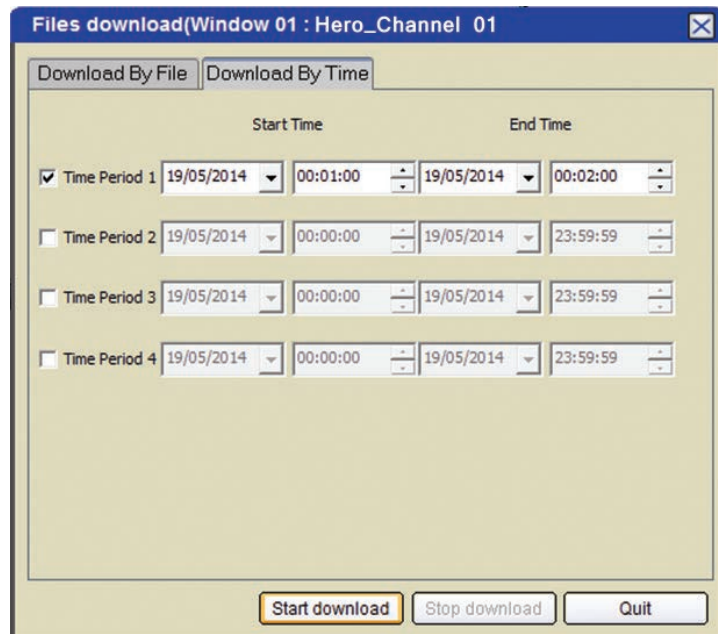 Files download(Window 01 : Hero_Channel 01
Download By File Download By Time
Start Time End Time
Time Period 1 19/05/2014 00:01:00 19/05/2014 00:02:00
Time Period 2 19/05/2014 00:00:00 19/05/2014 23:59:59
Time Period 3 19/05/2014 00:00:00 19/05/2014 23:59:59
Time Period 4 19/05/2014 00:00:00 19/05/2014 23:59:59
Start download Stop download Quit